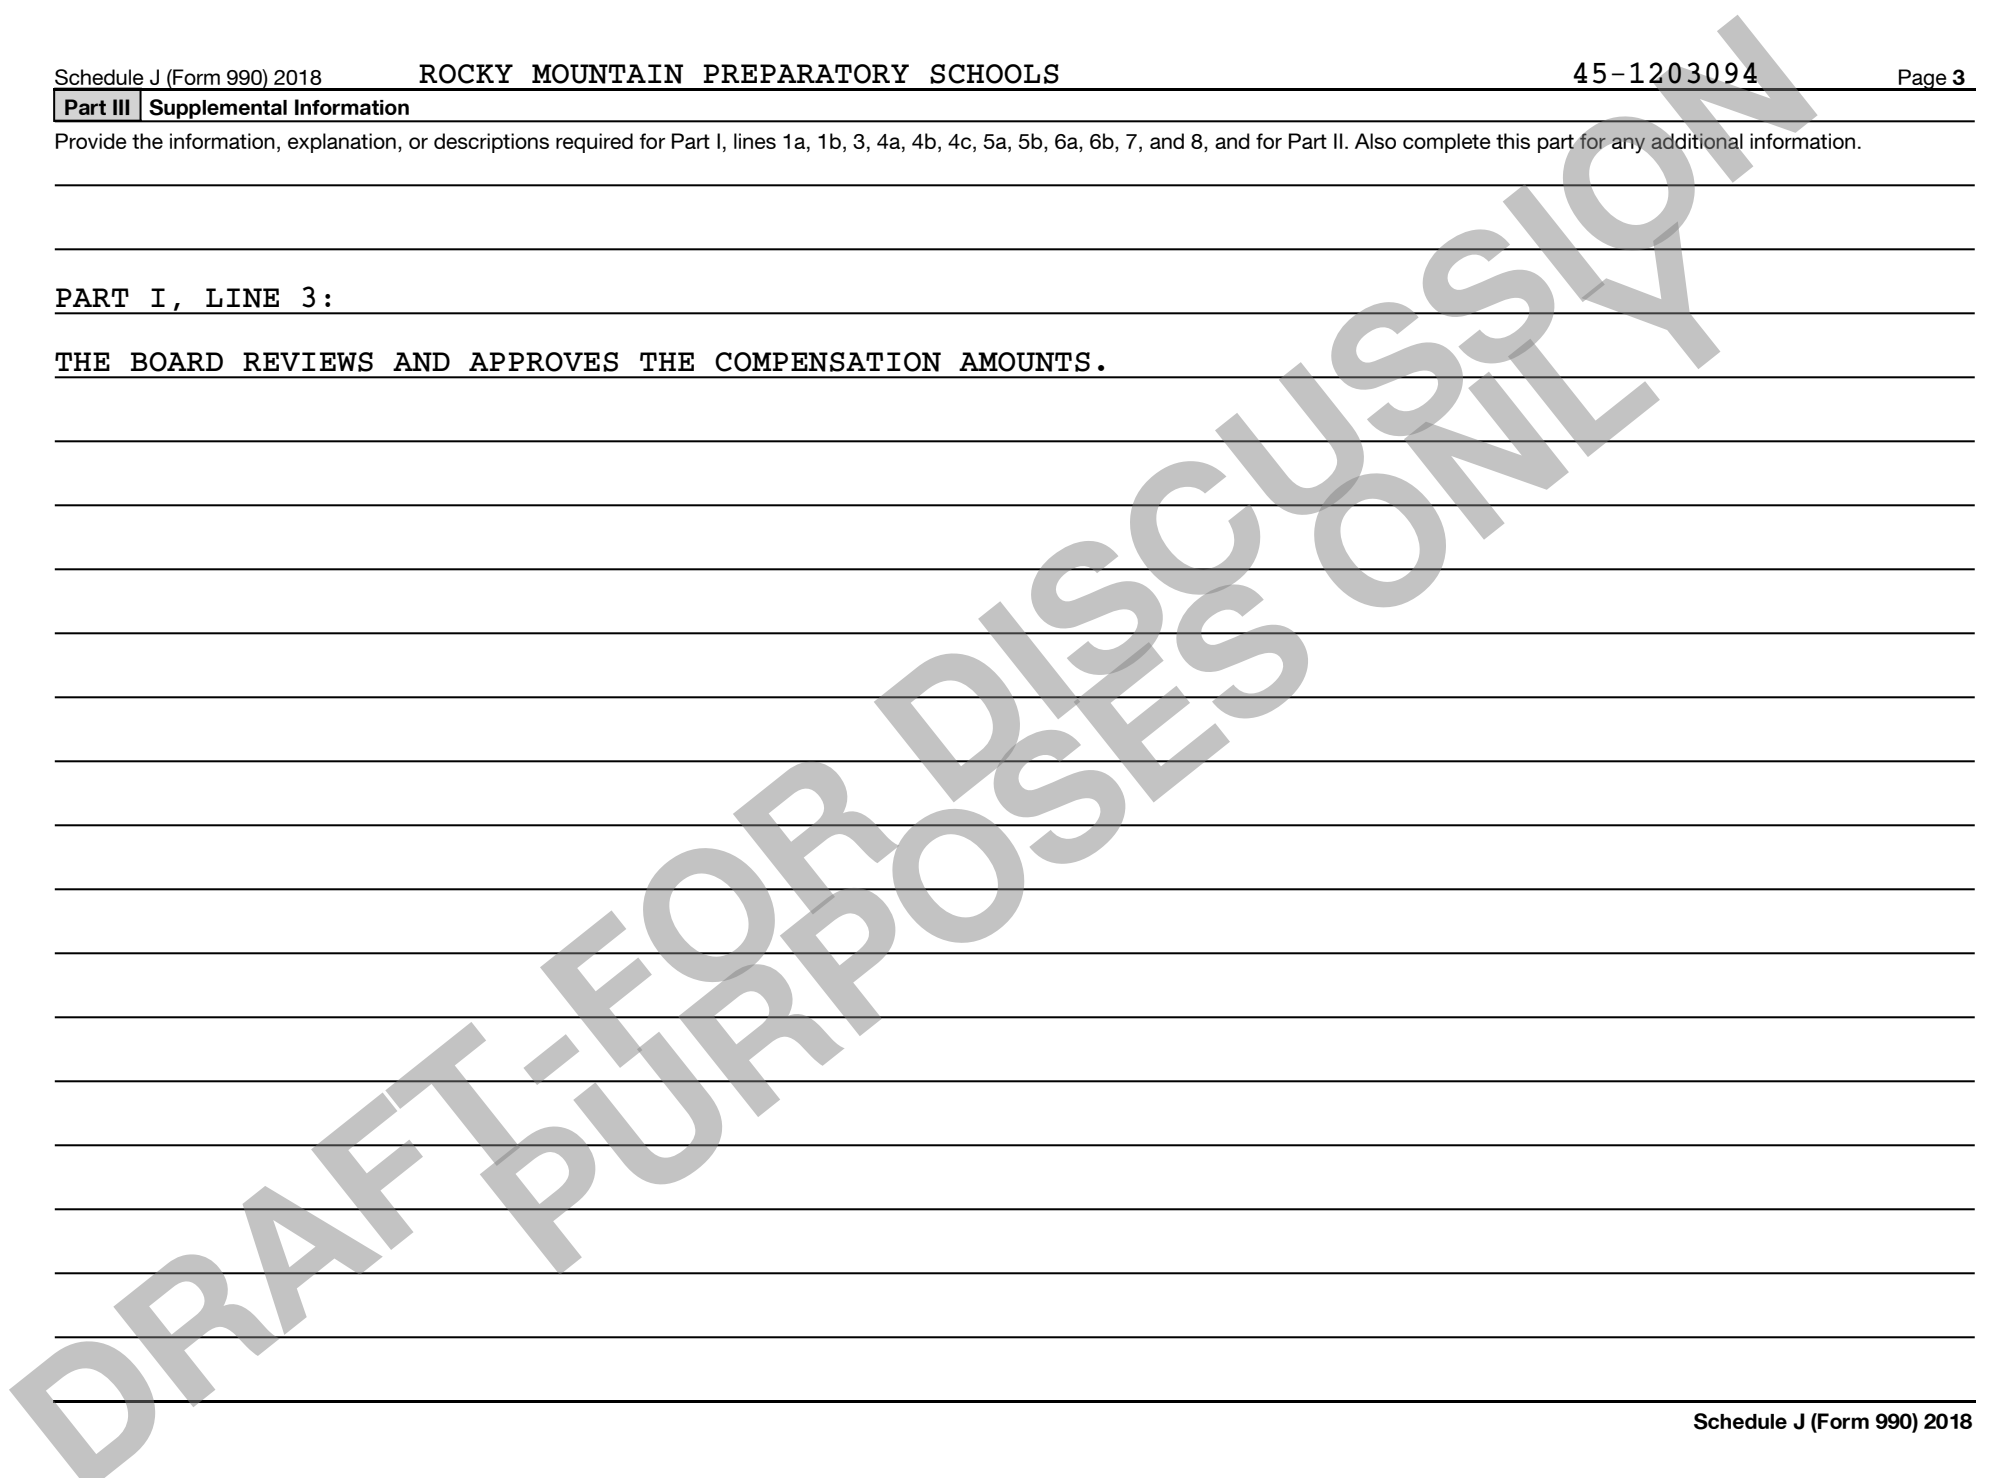 Schedule J (Form 990) 2018 ROCKY MOUNTAIN PREPARATORY SCHOOLS 45-1203094 Page 3
Part III Supplemental Information
Provide the information, explanation, or descriptions required for Part I, lines 1a, 1b, 3, 4a, 4b, 4c, 5a, 5b, 6a, 6b, 7, and 8, and for Part II. Also complete this part for any additional information.
PART I, LINE 3:
THE BOARD REVIEWS AND APPROVES THE COMPENSATION AMOUNTS.
DRAFT - FOR DISCUSSION
PURPOSES ONLY
Schedule J (Form 990) 2018